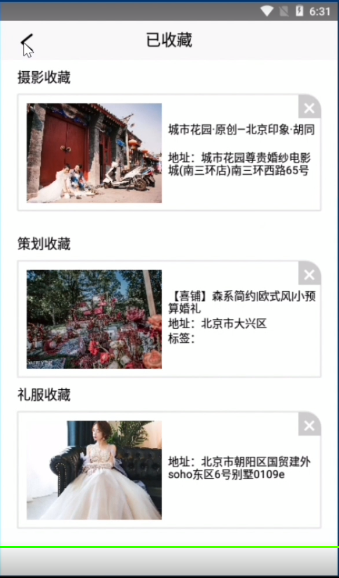 6:31
已收藏
摄影收藏
城市花园·原创—北京印象·胡同
地址：城市花园尊贵婚纱电影
城(南三环店)南三环西路65号
策划收藏
【喜铺】森系简约|欧式风|小预
算婚礼
地址：北京市大兴区
标签：
礼服收藏
地址：北京市朝阳区国贸建外
soho东区6号别墅0109e